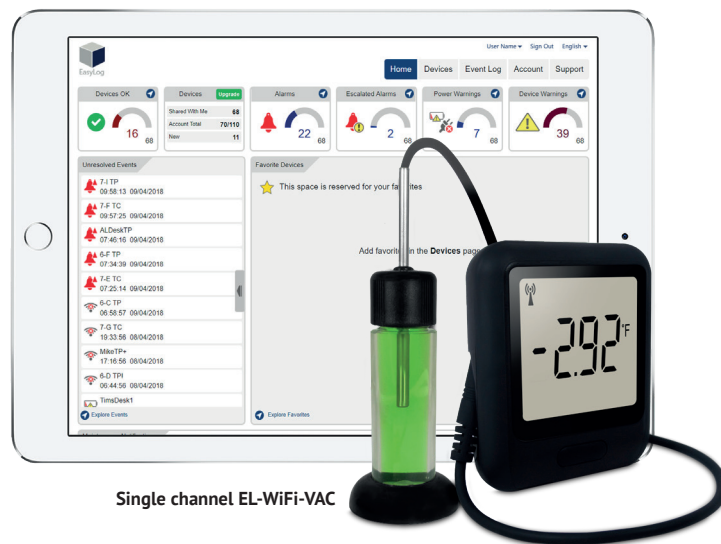 User Name Sign Out English
EasyLog
Home Devices Event Log Account Support
Devices OK
16
68
Devices Upgrade
Shared With Me 68
Account Total 70/110
New 11
Alarms
22
68
Escalated Alarms
2
68
Power Warnings
7
68
Device Warnings
39
68
Unresolved Events
7-I TP
09:58:13 09/04/2018
7-F TC
09:57:25 09/04/2018
ALDeskTP
07:46:16 09/04/2018
6-F TP
07:34:39 09/04/2018
7-E TC
07:25:14 09/04/2018
6-C TP
06:58:57 09/04/2018
7-G TC
19:33:56 08/04/2018
MikeTP+
17:16:56 08/04/2018
6-D TPI
06:44:56 08/04/2018
TimsDesk1
Explore Events
Favorite Devices
This space is reserved for your favorites
Add favorites in the Devices page
Explore Favorites
-2.92 °F
Single channel EL-WiFi-VAC